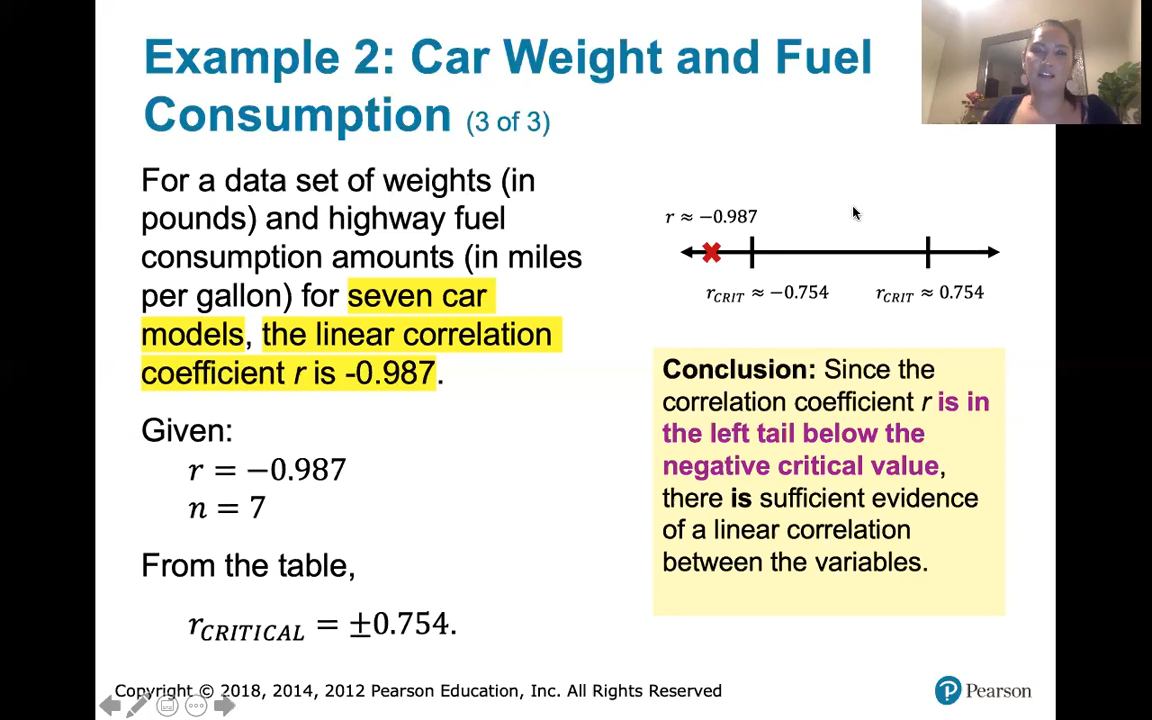 Example 2: Car Weight and Fuel
Consumption (3 of 3)
For a data set of weights (in
pounds) and highway fuel
consumption amounts (in miles
per gallon) for seven car
models, the linear correlation
coefficient r is -0.987.
Given:
r = −0.987
n = 7
From the table,
r_CRITICAL = ±0.754.
r ≈ −0.987
r_CRIT ≈ −0.754
r_CRIT ≈ 0.754
Conclusion: Since the
correlation coefficient r is in
the left tail below the
negative critical value,
there is sufficient evidence
of a linear correlation
between the variables.
Copyright © 2018, 2014, 2012 Pearson Education, Inc. All Rights Reserved
Pearson